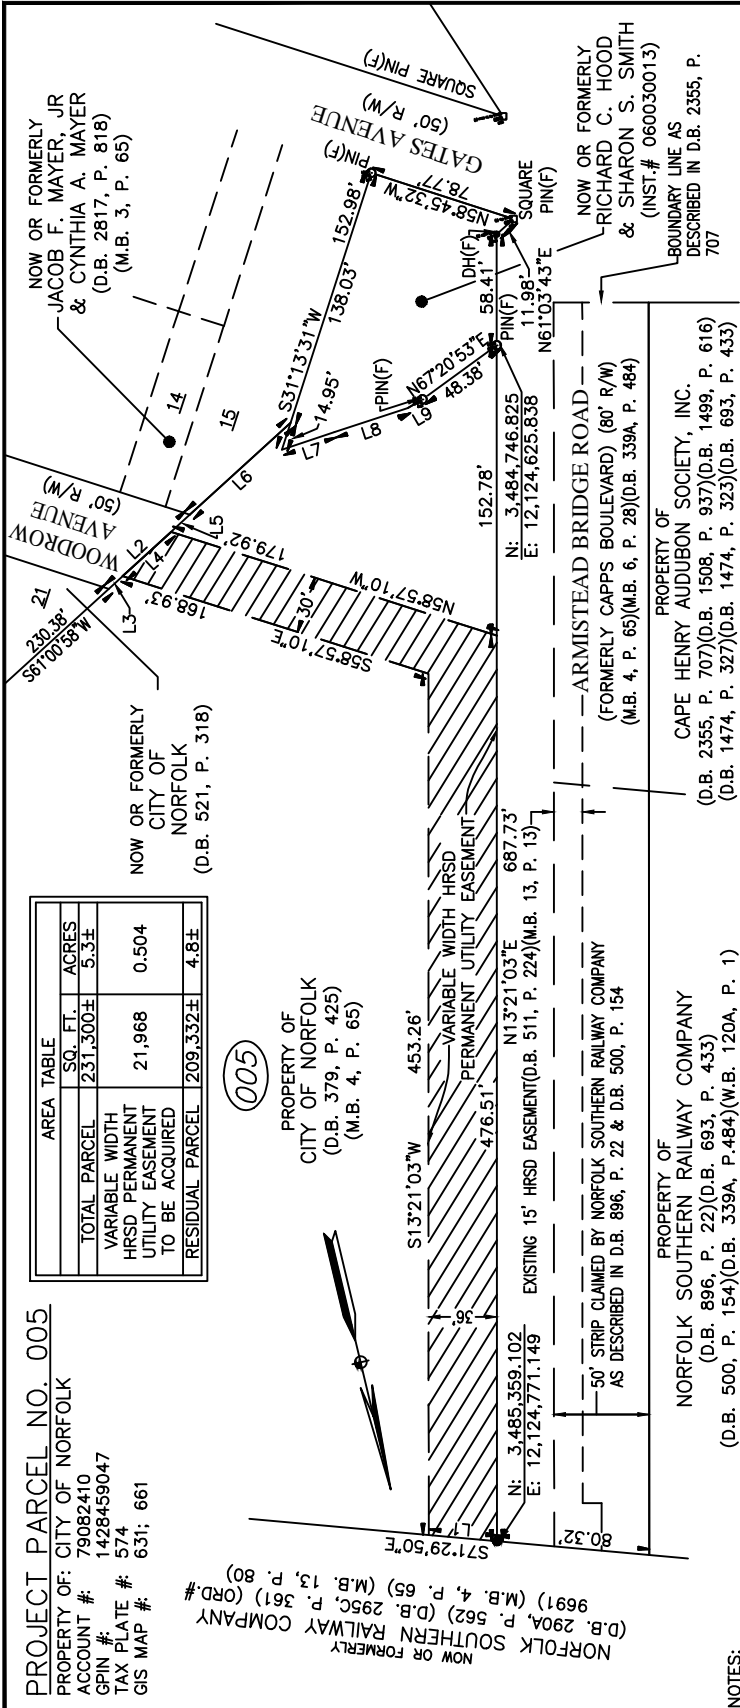 PROJECT PARCEL NO. 005
PROPERTY OF: CITY OF NORFOLK
ACCOUNT #: 79082410
GPIN #: 1428459047
TAX PLATE #: 574
GIS MAP #: 631; 661
AREA TABLE
SQ. FT. ACRES
TOTAL PARCEL 231,300± 5.3±
VARIABLE WIDTH
HRSD PERMANENT
UTILITY EASEMENT
TO BE ACQUIRED
21,968 0.504
RESIDUAL PARCEL 209,332± 4.8±
005
PROPERTY OF
CITY OF NORFOLK
(D.B. 379, P. 425)
(M.B. 4, P. 65)
NOW OR FORMERLY
CITY OF
NORFOLK
(D.B. 521, P. 318)
21
230.38'
S61°00'58"W
WOODROW
AVENUE
(50' R/W)
L2
L3
L4
L5
L6
NOW OR FORMERLY
JACOB F. MAYER, JR
& CYNTHIA A. MAYER
(D.B. 2817, P. 818)
(M.B. 3, P. 65)
14
15
S31°13'31"W
152.98'
138.03'
14.95'
PIN(F)
GATES AVENUE
(50' R/W)
SQUARE PIN(F)
N58°45'32"W
78.77'
SQUARE
PIN(F)
DH(F)
58.41'
PIN(F)
11.98'
N61°03'43"E
L7
L8
L9
PIN(F)
N67°20'53"E
48.38'
NOW OR FORMERLY
RICHARD C. HOOD
& SHARON S. SMITH
(INST.# 060030013)
BOUNDARY LINE AS
DESCRIBED IN D.B. 2355, P.
707
168.93'
S58°57'10"E
30'
179.92'
N58°57'10"W
152.78'
N: 3,484,746.825
E: 12,124,625.838
S13°21'03"W 453.26'
VARIABLE WIDTH HRSD
PERMANENT UTILITY EASEMENT
476.51'
36'
N13°21'03"E 687.73'
EXISTING 15' HRSD EASEMENT(D.B. 511, P. 224)(M.B. 13, P. 13)
N: 3,485,359.102
E: 12,124,771.149
L1
S71°29'50"E
80.32'
NOW OR FORMERLY
NORFOLK SOUTHERN RAILWAY COMPANY
(D.B. 290A, P. 562) (D.B. 295C, P. 361) (ORD.#
9691) (M.B. 4, P. 65) (M.B. 13, P. 80)
50' STRIP CLAIMED BY NORFOLK SOUTHERN RAILWAY COMPANY
AS DESCRIBED IN D.B. 896, P. 22 & D.B. 500, P. 154
ARMISTEAD BRIDGE ROAD
(FORMERLY CAPPS BOULEVARD) (80' R/W)
(M.B. 4, P. 65)(M.B. 6, P. 28)(D.B. 339A, P. 484)
PROPERTY OF
NORFOLK SOUTHERN RAILWAY COMPANY
(D.B. 896, P. 22)(D.B. 693, P. 433)
(D.B. 500, P. 154)(D.B. 339A, P.484)(W.B. 120A, P. 1)
PROPERTY OF
CAPE HENRY AUDUBON SOCIETY, INC.
(D.B. 2355, P. 707)(D.B. 1508, P. 937)(D.B. 1499, P. 616)
(D.B. 1474, P. 327)(D.B. 1474, P. 323)(D.B. 693, P. 433)
NOTES: